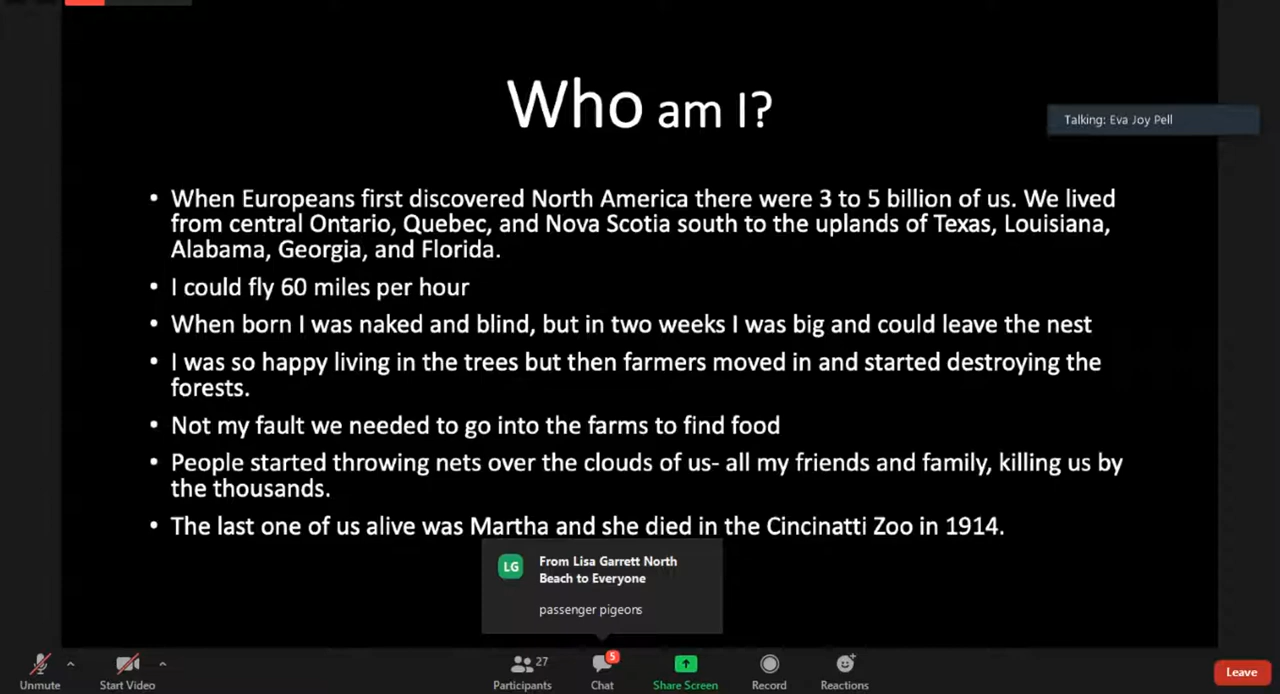 Who am I?
Talking: Eva Joy Pell
• When Europeans first discovered North America there were 3 to 5 billion of us. We lived
from central Ontario, Quebec, and Nova Scotia south to the uplands of Texas, Louisiana,
Alabama, Georgia, and Florida.
• I could fly 60 miles per hour
• When born I was naked and blind, but in two weeks I was big and could leave the nest
• I was so happy living in the trees but then farmers moved in and started destroying the
forests.
• Not my fault we needed to go into the farms to find food
• People started throwing nets over the clouds of us- all my friends and family, killing us by
the thousands.
• The last one of us alive was Martha and she died in the Cincinatti Zoo in 1914.
LG
From Lisa Garrett North
Beach to Everyone
passenger pigeons
Unmute
Start Video
27
Participants
5
Chat
Share Screen
Record
Reactions
Leave